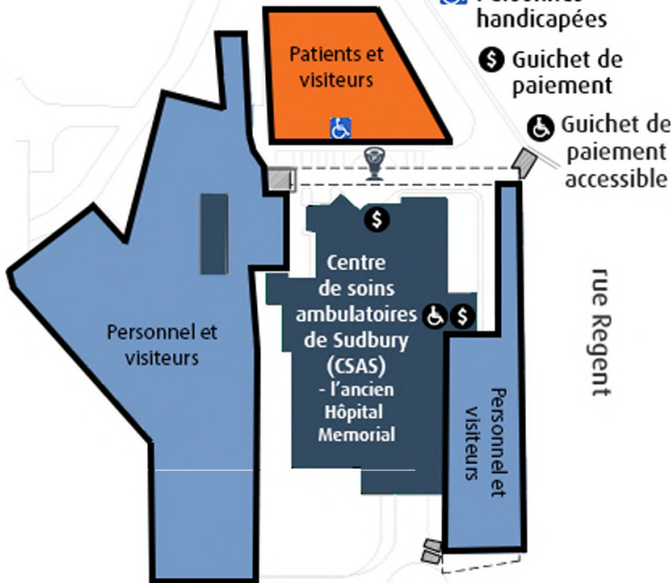 Personnes
handicapées
$ Guichet de
paiement
Guichet de
paiement
accessible
Patients et
visiteurs
P
$
Centre
de soins
ambulatoires
de Sudbury
(CSAS)
- l'ancien
Hôpital
Memorial
$
Personnel et
visiteurs
Personnel et
visiteurs
rue Regent